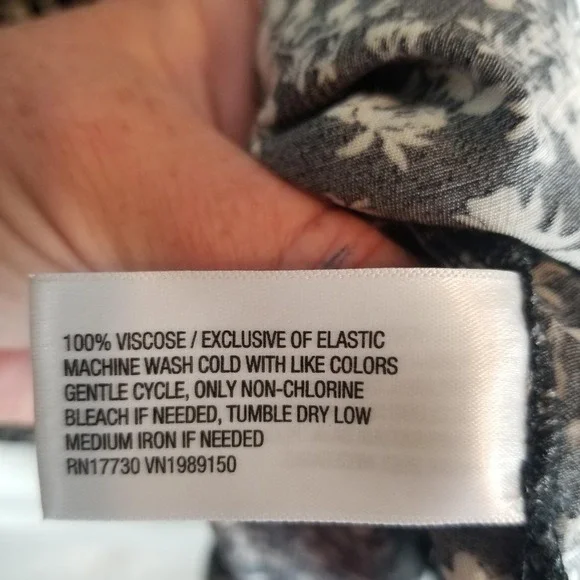 100% VISCOSE / EXCLUSIVE OF ELASTIC
MACHINE WASH COLD WITH LIKE COLORS
GENTLE CYCLE, ONLY NON-CHLORINE
BLEACH IF NEEDED, TUMBLE DRY LOW
MEDIUM IRON IF NEEDED
RN17730 VN1989150